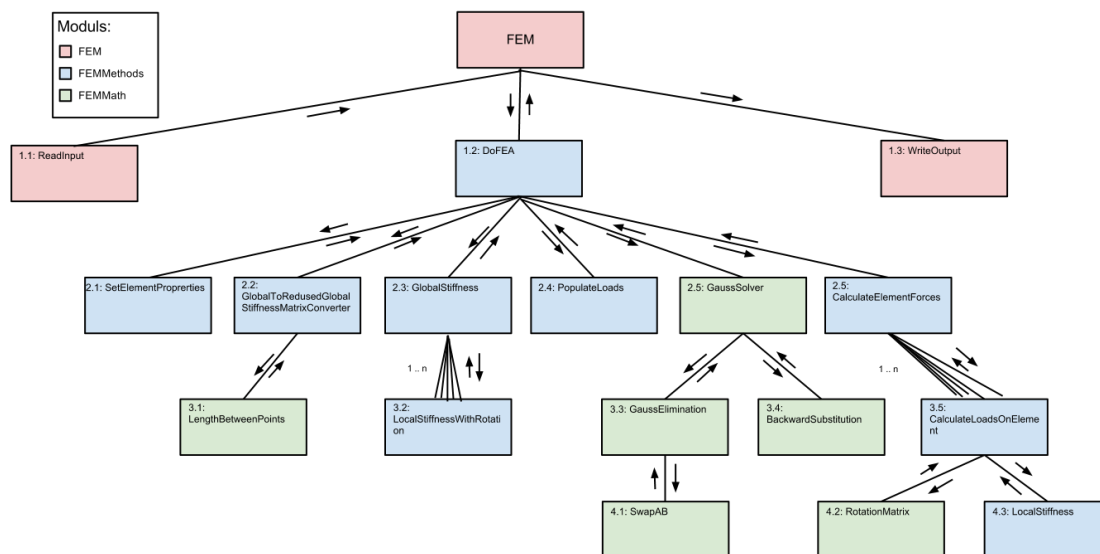 Moduls:
FEM
FEMMethods
FEMMath
FEM
1.1: ReadInput
1.2: DoFEA
1.3: WriteOutput
2.1: SetElementProprerties
2.2:
GlobalToRedusedGlobal
StiffnessMatrixConverter
2.3: GlobalStiffness
2.4: PopulateLoads
2.5: GaussSolver
2.5:
CalculateElementForces
1 .. n
1 .. n
3.1:
LengthBetweenPoints
3.2:
LocalStiffnessWithRotati
on
3.3: GaussElimination
3.4:
BackwardSubstitution
3.5:
CalculateLoadsOnElem
ent
4.1: SwapAB
4.2: RotationMatrix
4.3: LocalStiffness